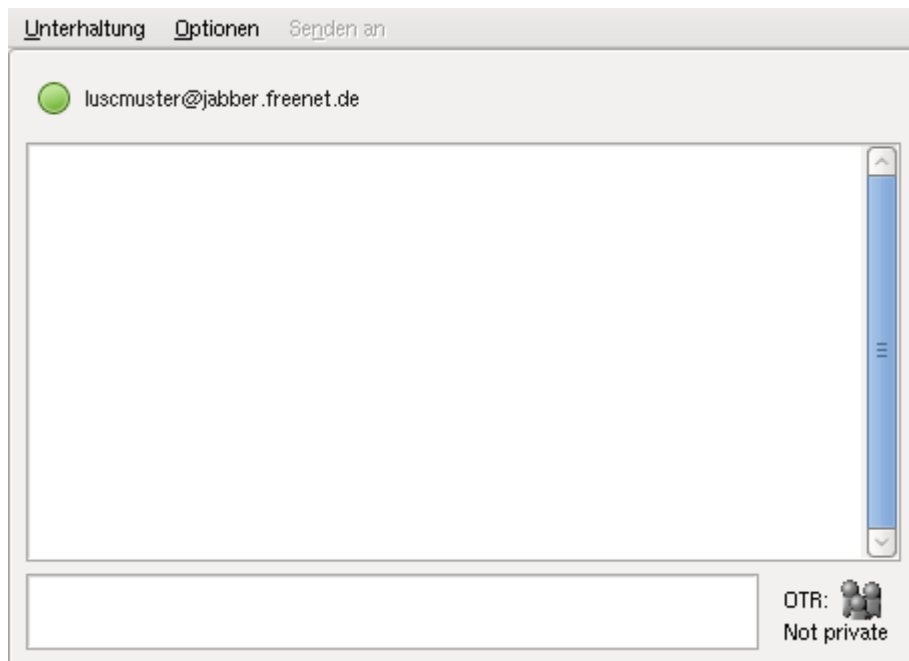 Unterhaltung Optionen Senden an
luscmuster@jabber.freenet.de
OTR:
Not private